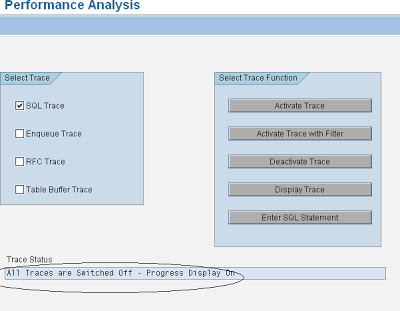 Performance Analysis
Select Trace
SQL Trace
Enqueue Trace
RFC Trace
Table Buffer Trace
Select Trace Function
Activate Trace
Activate Trace with Filter
Deactivate Trace
Display Trace
Enter SQL Statement
Trace Status
All Traces are Switched Off - Progress Display On